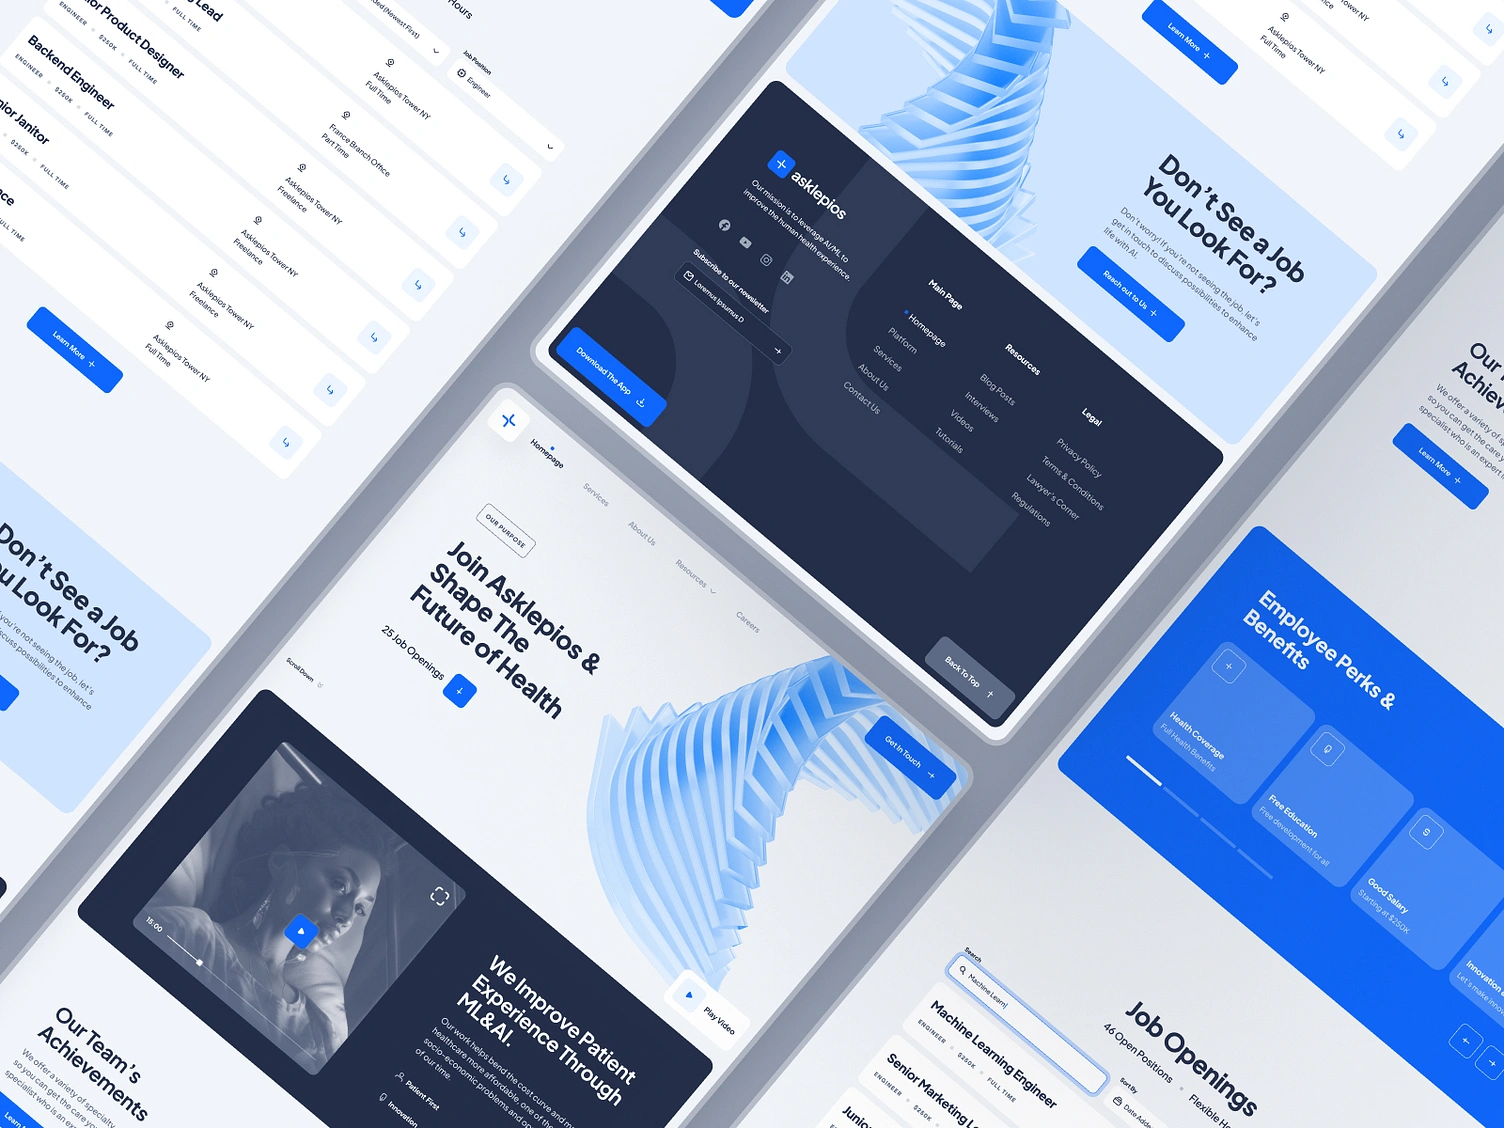 Lead
FULL TIME
Product Designer
ENGINEER
$250K
FULL TIME
Backend Engineer
ENGINEER
$250K
FULL TIME
Janitor
$250K
FULL TIME
FULL TIME
Hours
(Newest First)
Job Position
Engineer
Asklepios Tower NY
Full Time
France Branch Office
Part Time
Asklepios Tower NY
Freelance
Asklepios Tower NY
Freelance
Asklepios Tower NY
Freelance
Asklepios Tower NY
Full Time
Learn More
Don't See a Job
You Look For?
you're not seeing the job, let's
discuss possibilities to enhance
Our Team's
Achievements
We offer a variety of specialty
so you can get the care you
specialist who is an expert
Learn
asklepios
Our mission is to leverage AI/ML to
improve the human health experience.
Subscribe to our newsletter
Loremus Ipsumus D
Download The App
Main Page
Homepage
Platform
Services
About Us
Contact Us
Resources
Blog Posts
Interviews
Videos
Tutorials
Legal
Privacy Policy
Terms & Conditions
Lawyer's Corner
Regulations
Back To Top
Homepage
Services
About Us
Resources
Careers
OUR PURPOSE
Join Asklepios &
Shape The
Future of Health
25 Job Openings
Scroll Down
Get In Touch
Play Video
15:00
We Improve Patient
Experience Through
ML&AI.
Our work helps bend the cost curve and
healthcare more affordable, one of the
socio-economic problems and
of our time.
Patient First
Innovation
Learn More
Tower NY
Asklepios Tower NY
Full Time
Don't See a Job
You Look For?
Don't worry! If you're not seeing the job, let's
get in touch to discuss possibilities to enhance
life with AI.
Reach out to Us
Our
Achiev
We offer a variety of
so you can get the care
specialist who is an expert
Learn More
Employee Perks &
Benefits
Health Coverage
Full Health Benefits
Free Education
Free development for all
Good Salary
Starting at $250K
Innovation
Let's make
Job Openings
46 Open Positions
Flexible
Search
Machine Learn
Sort By
Date Added
Machine Learning Engineer
ENGINEER
$250K
FULL TIME
Senior Marketing
ENGINEER
$250K
Junior